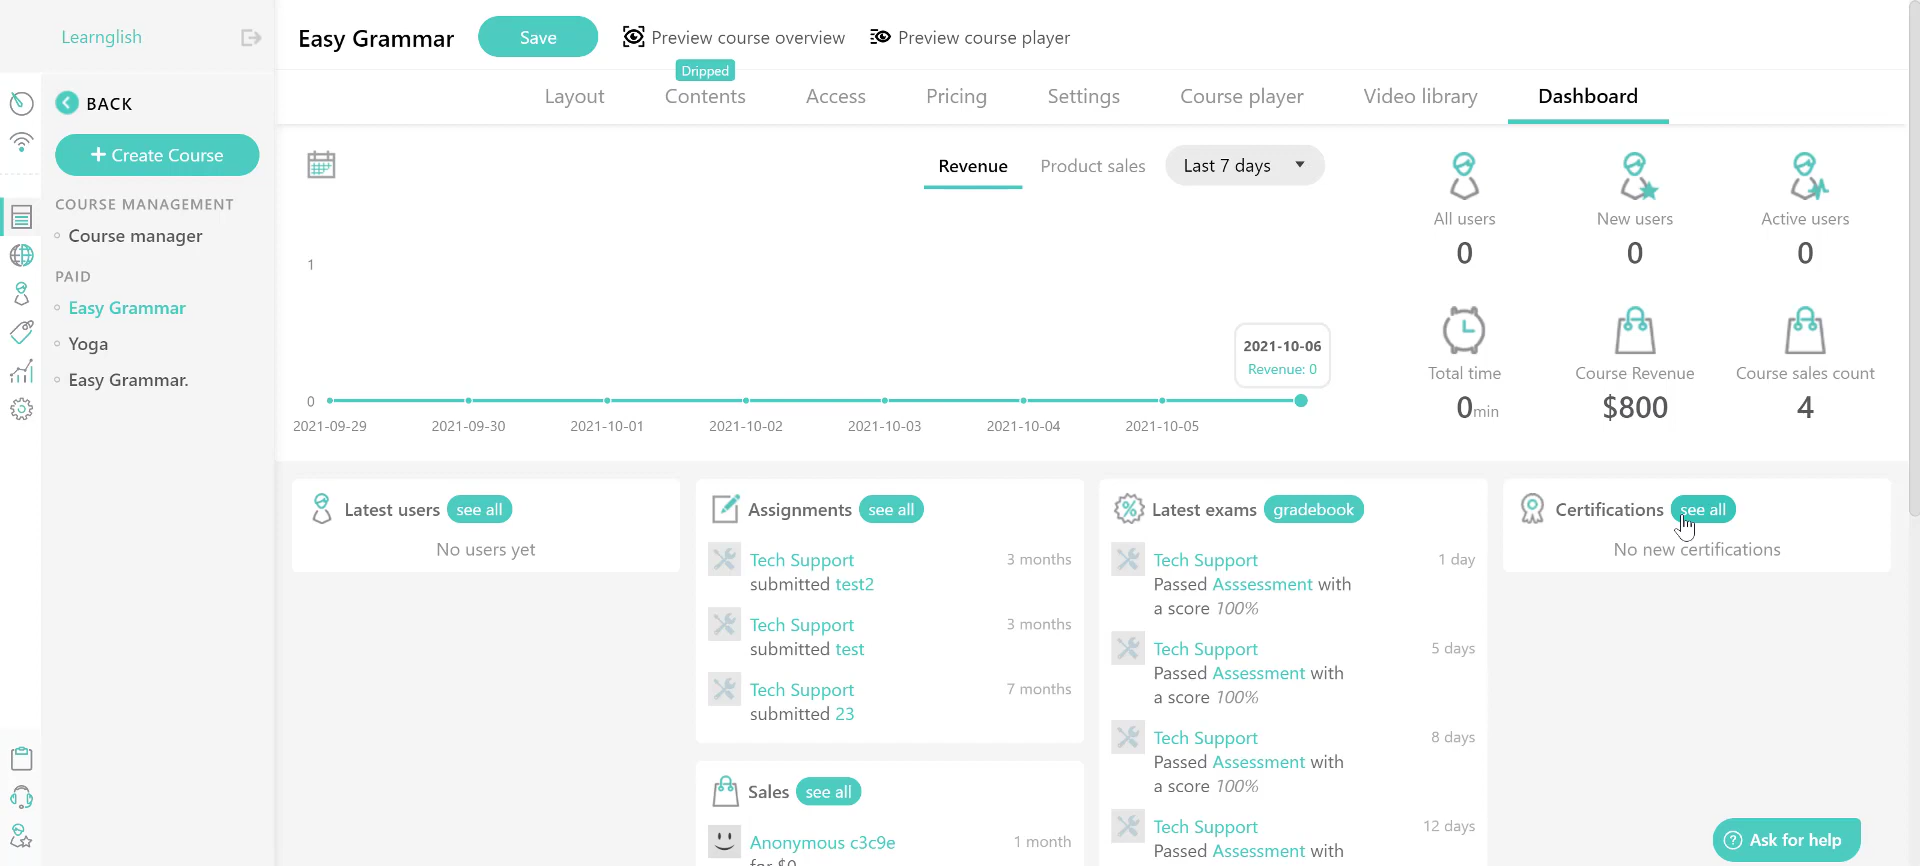 Learnglish
BACK
+ Create Course
COURSE MANAGEMENT
Course manager
PAID
Easy Grammar
Yoga
Easy Grammar.
Easy Grammar
Save
Preview course overview
Preview course player
Dripped
Layout
Contents
Access
Pricing
Settings
Course player
Video library
Dashboard
Revenue
Product sales
Last 7 days
1
0
2021-10-06
Revenue: 0
2021-09-29
2021-09-30
2021-10-01
2021-10-02
2021-10-03
2021-10-04
2021-10-05
All users
0
New users
0
Active users
0
Total time
0min
Course Revenue
$800
Course sales count
4
Latest users see all
No users yet
Assignments see all
Tech Support 3 months
submitted test2
Tech Support 3 months
submitted test
Tech Support 7 months
submitted 23
Sales see all
Anonymous c3c9e 1 month
for $0
Latest exams gradebook
Tech Support 1 day
Passed Asssessment with
a score 100%
Tech Support 5 days
Passed Assessment with
a score 100%
Tech Support 8 days
Passed Assessment with
a score 100%
Tech Support 12 days
Passed Assessment with
Certifications see all
No new certifications
? Ask for help